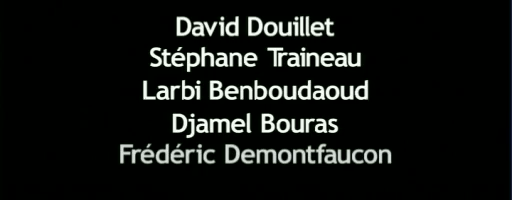 David Douillet
Stéphane Traineau
Larbi Benboudaoud
Djamel Bouras
Frédéric Demontfaucon